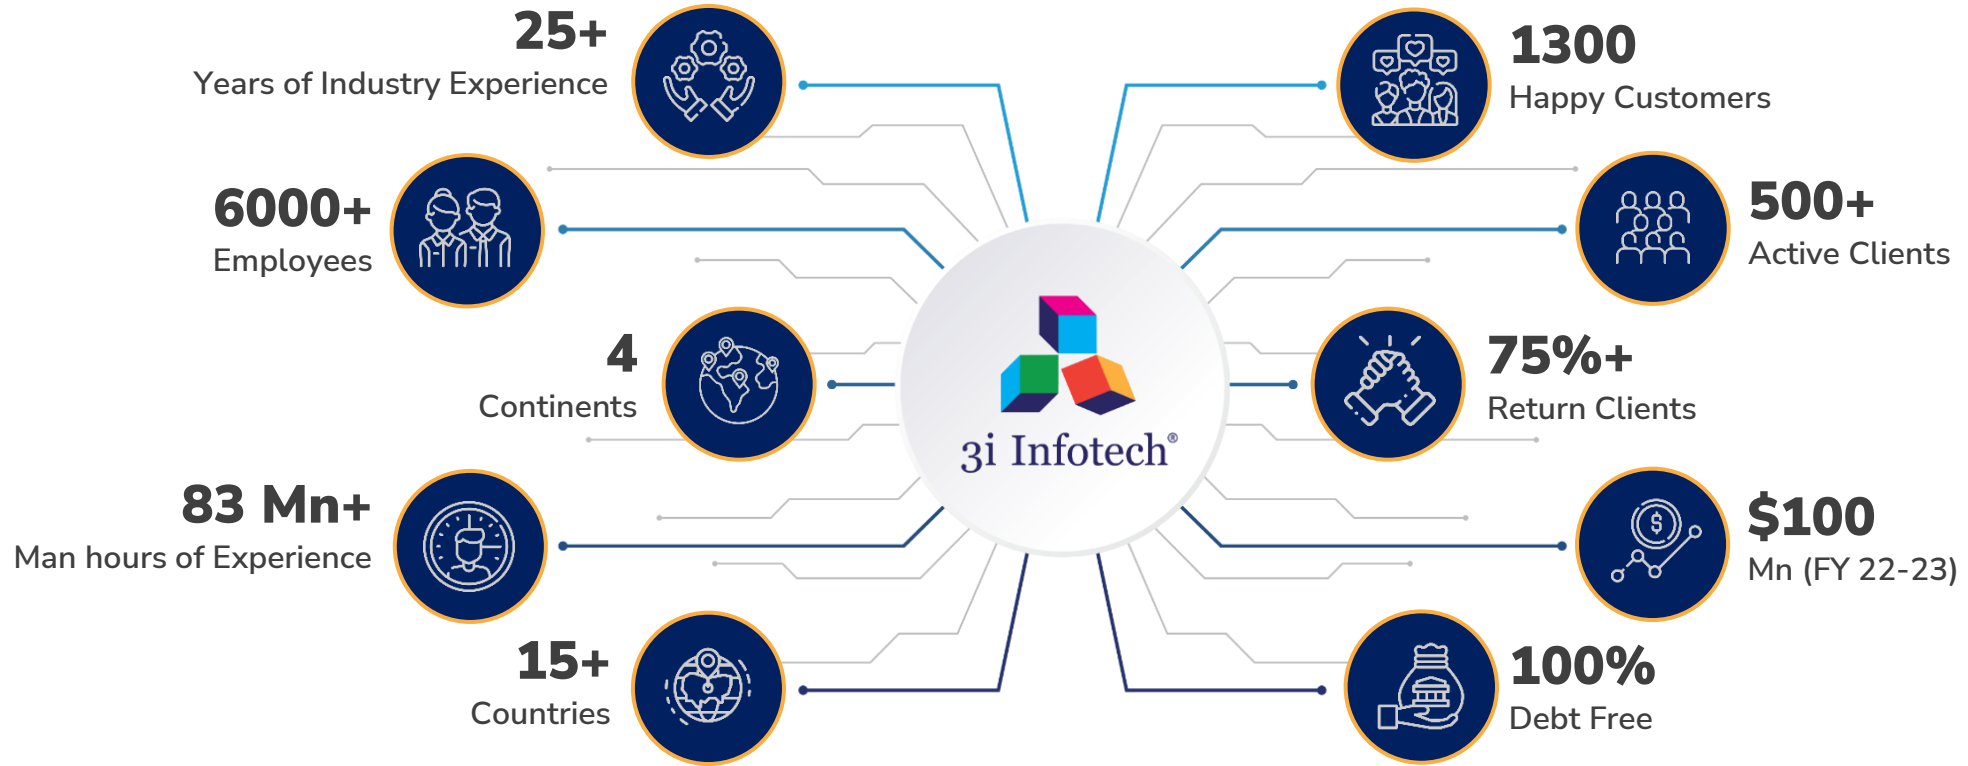 25+
Years of Industry Experience
6000+
Employees
4
Continents
83 Mn+
Man hours of Experience
15+
Countries
3i Infotech®
1300
Happy Customers
500+
Active Clients
75%+
Return Clients
$100
Mn (FY 22-23)
100%
Debt Free
$